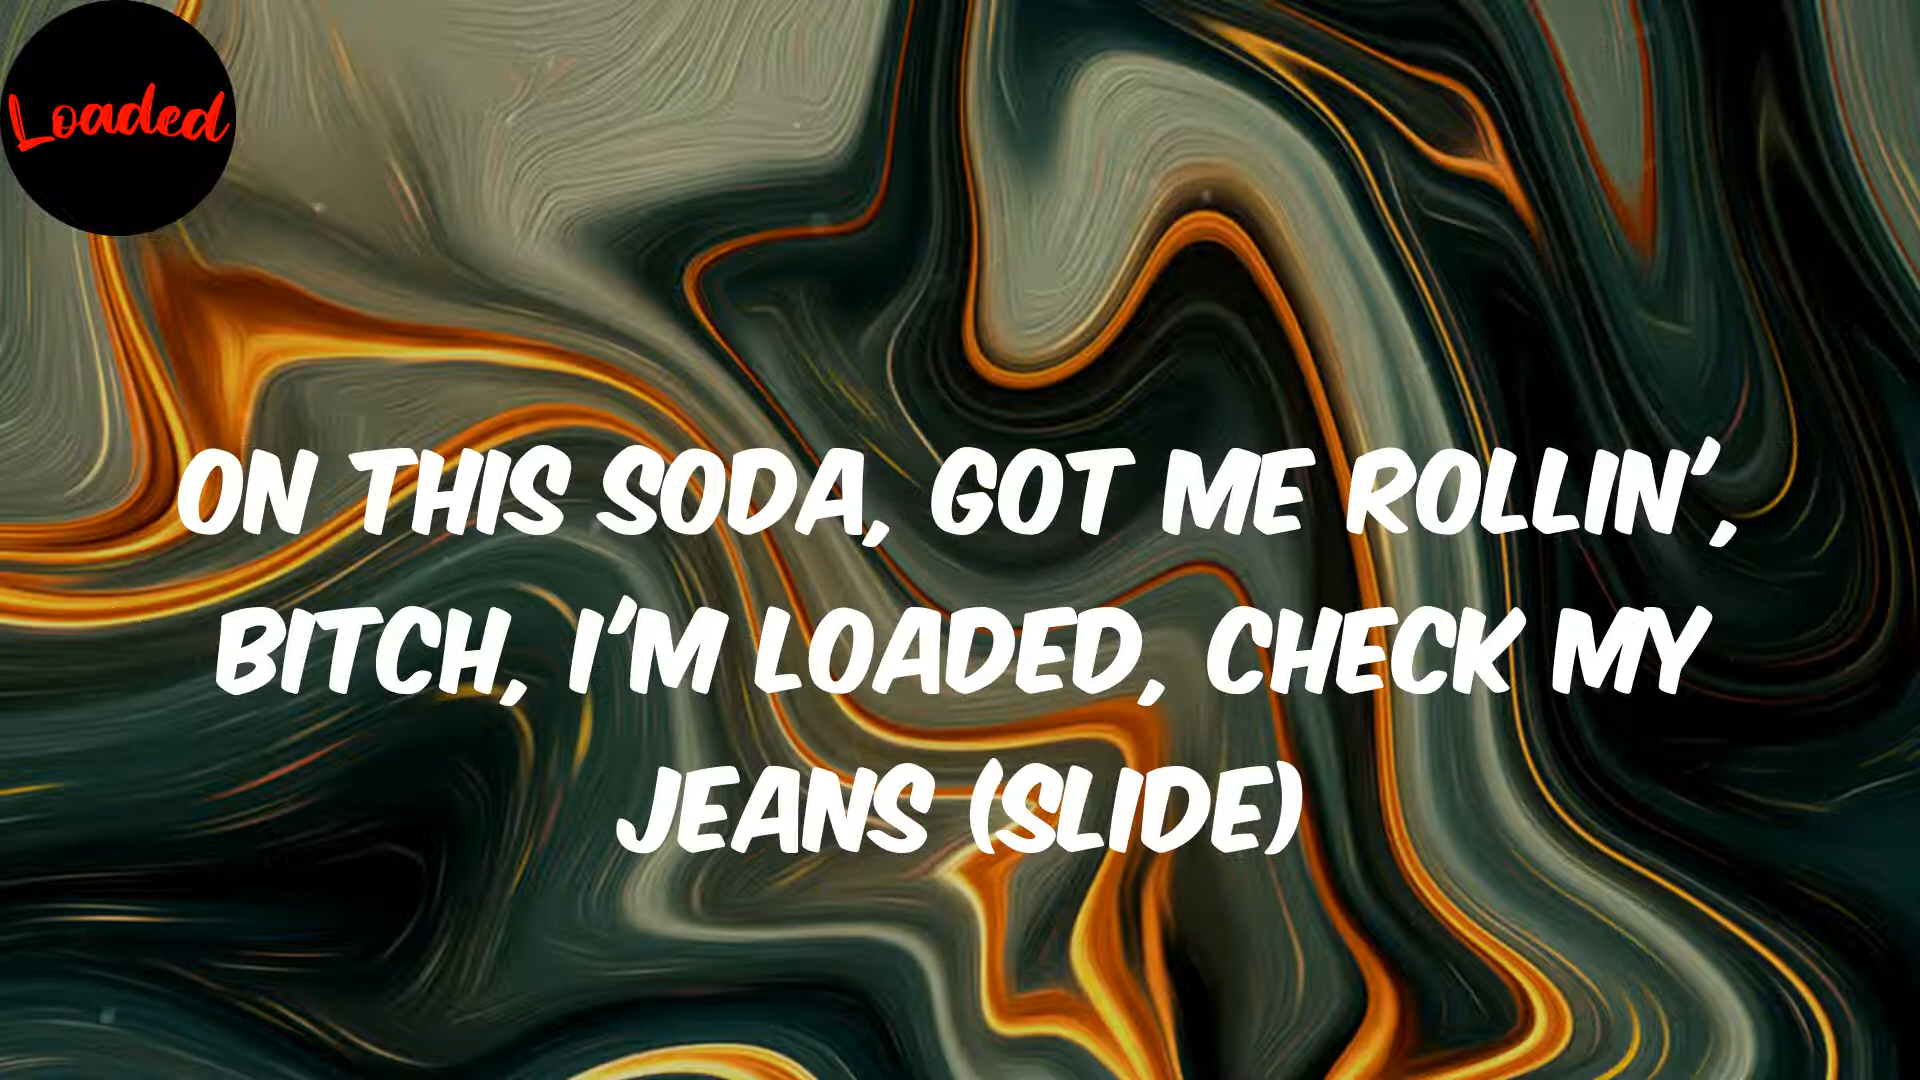 Loaded
ON THIS SODA, GOT ME ROLLIN',
BITCH, I'M LOADED, CHECK MY
JEANS (SLIDE)